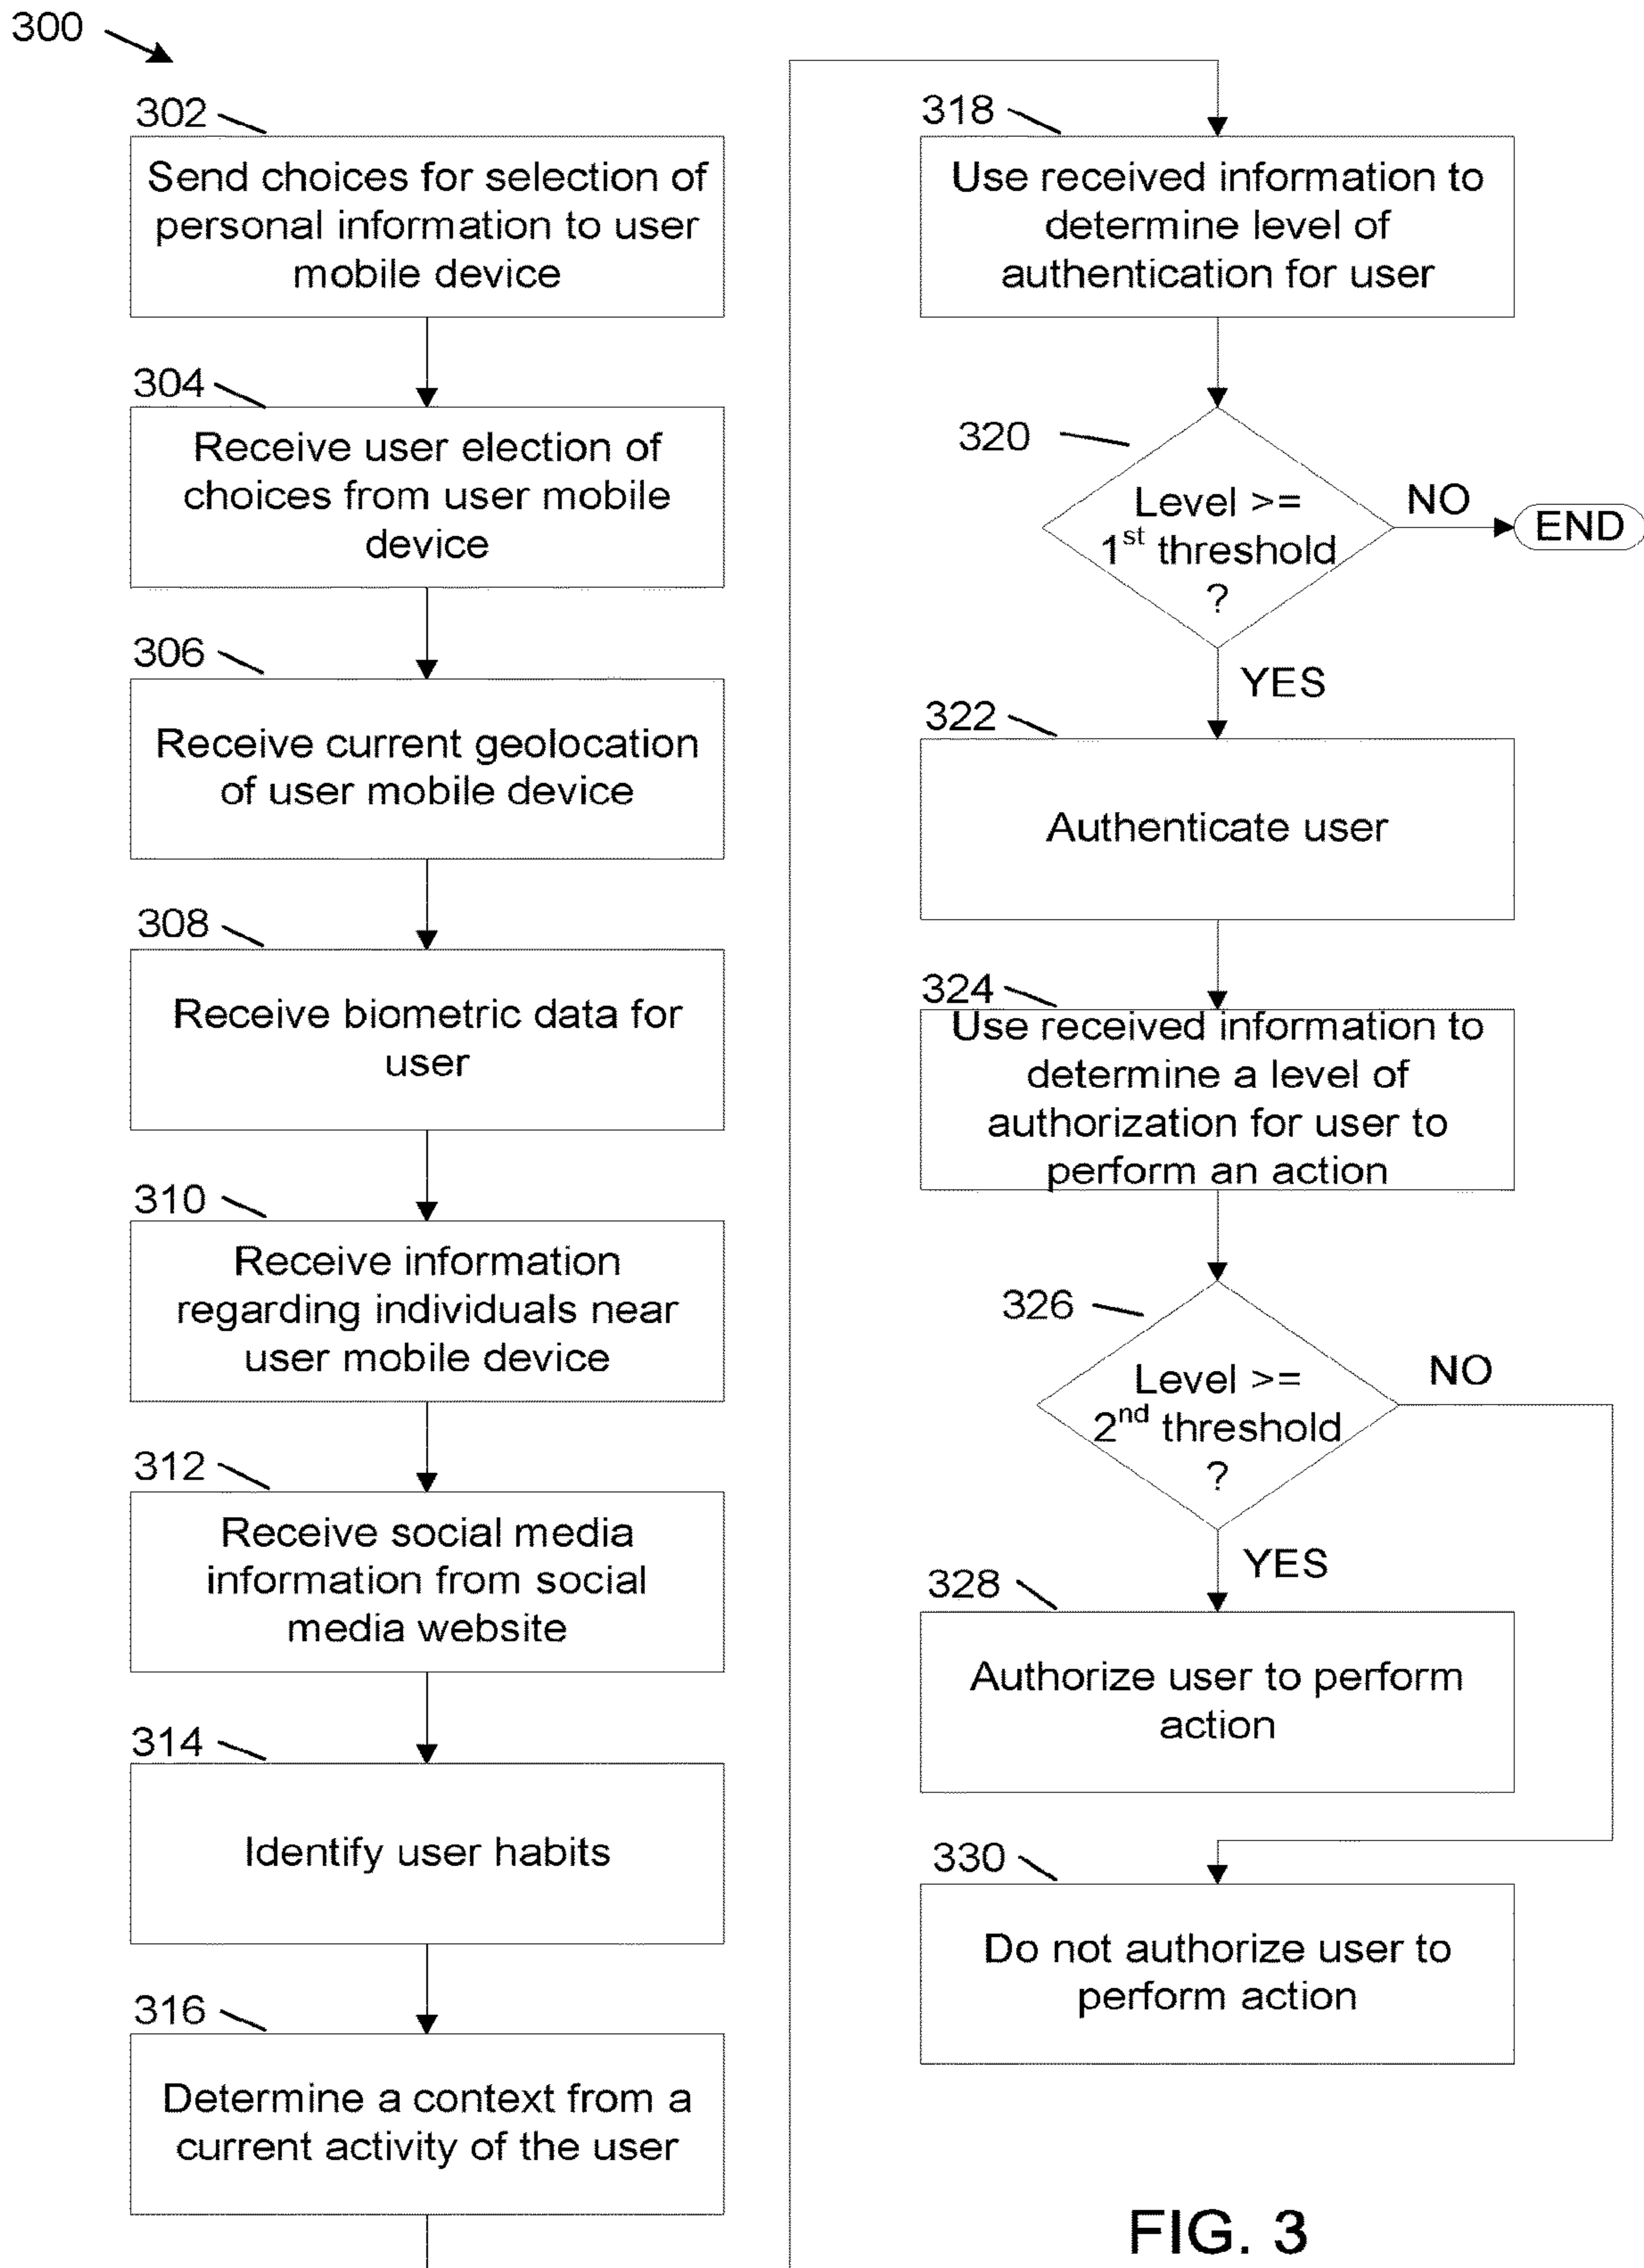 300
302
Send choices for selection of
personal information to user
mobile device
304
Receive user election of
choices from user mobile
device
306
Receive current geolocation
of user mobile device
308
Receive biometric data for
user
310
Receive information
regarding individuals near
user mobile device
312
Receive social media
information from social
media website
314
Identify user habits
316
Determine a context from a
current activity of the user
318
Use received information to
determine level of
authentication for user
320
Level >=
1st threshold
?
NO
END
YES
322
Authenticate user
324
Use received information to
determine a level of
authorization for user to
perform an action
326
Level >=
2nd threshold
?
NO
YES
328
Authorize user to perform
action
330
Do not authorize user to
perform action
FIG. 3